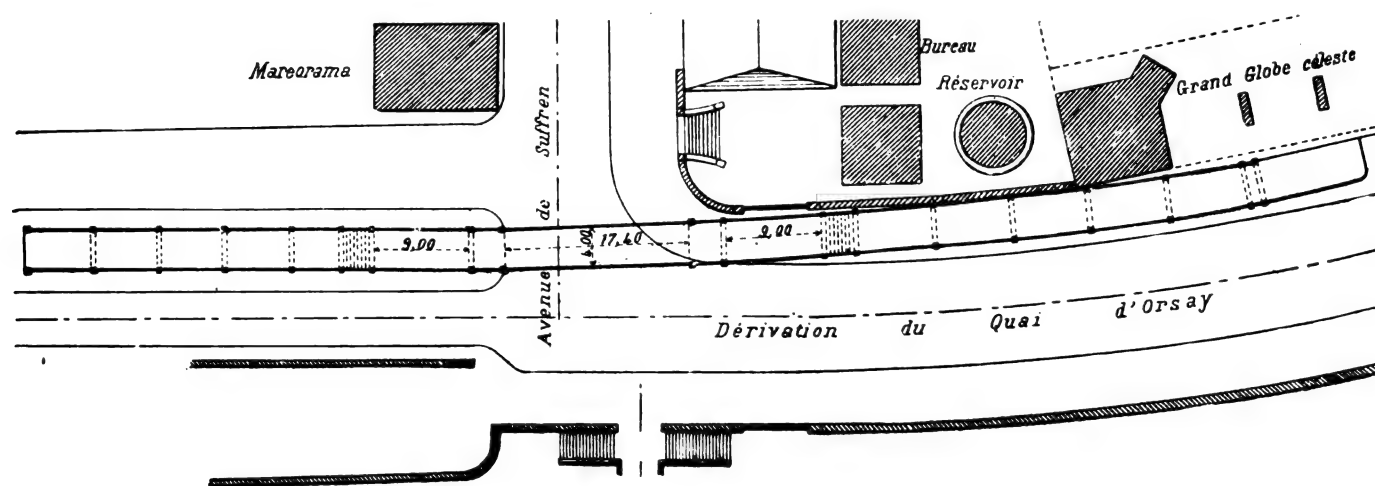 Mareorama
Bureau
Réservoir
Grand Globe céleste
Avenue de Suffren
9,00
17,40
4,00
9,00
Dérivation du Quai d'Orsay